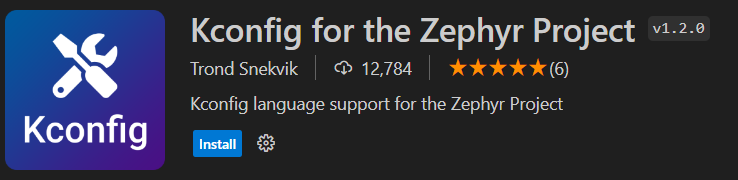 Kconfig
Kconfig for the Zephyr Project v1.2.0
Trond Snekvik 12,784 (6)
Kconfig language support for the Zephyr Project
Install